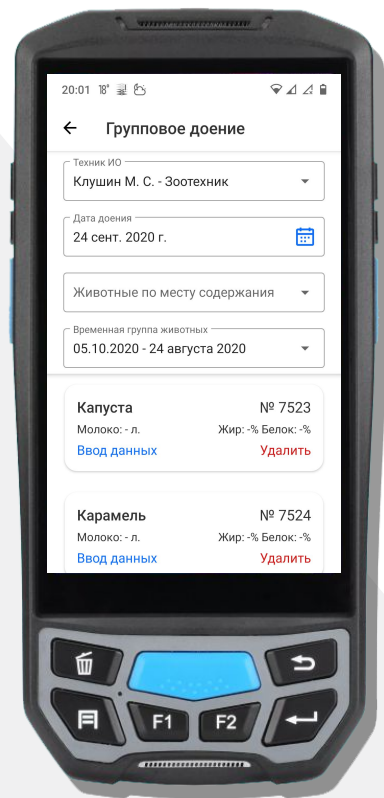 20:01 18°
Групповое доение
Техник ИО
Клушин М. С. - Зоотехник
Дата доения
24 сент. 2020 г.
Животные по месту содержания
Временная группа животных
05.10.2020 - 24 августа 2020
Капуста № 7523
Молоко: - л. Жир: -% Белок: -%
Ввод данных Удалить
Карамель № 7524
Молоко: - л. Жир: -% Белок: -%
Ввод данных Удалить
F1 F2